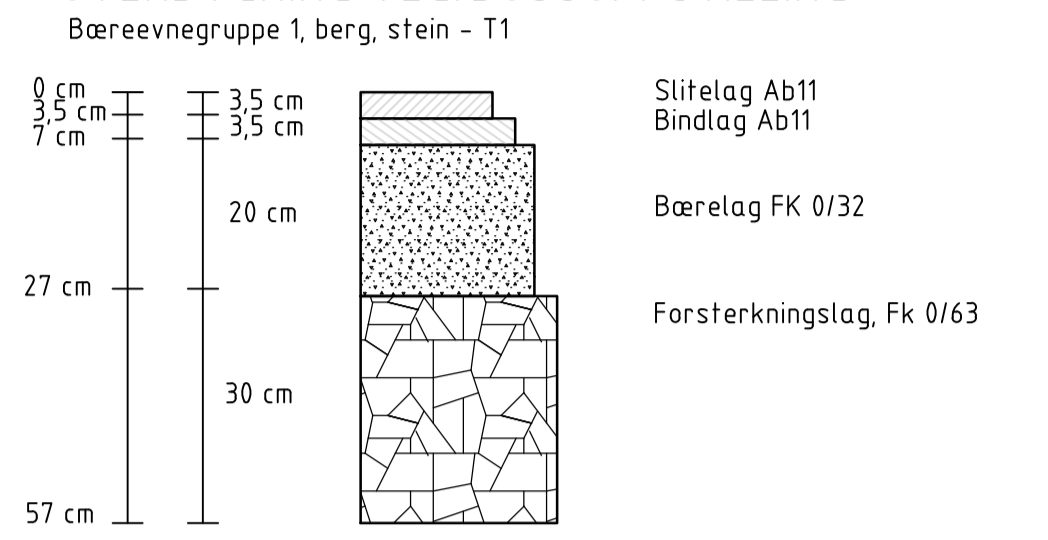 Bæreevnegruppe 1, berg, stein - T1
0 cm
3,5 cm
7 cm
27 cm
57 cm
3,5 cm
3,5 cm
20 cm
30 cm
Slitelag Ab11
Bindlag Ab11
Bærelag FK 0/32
Forsterkningslag, Fk 0/63